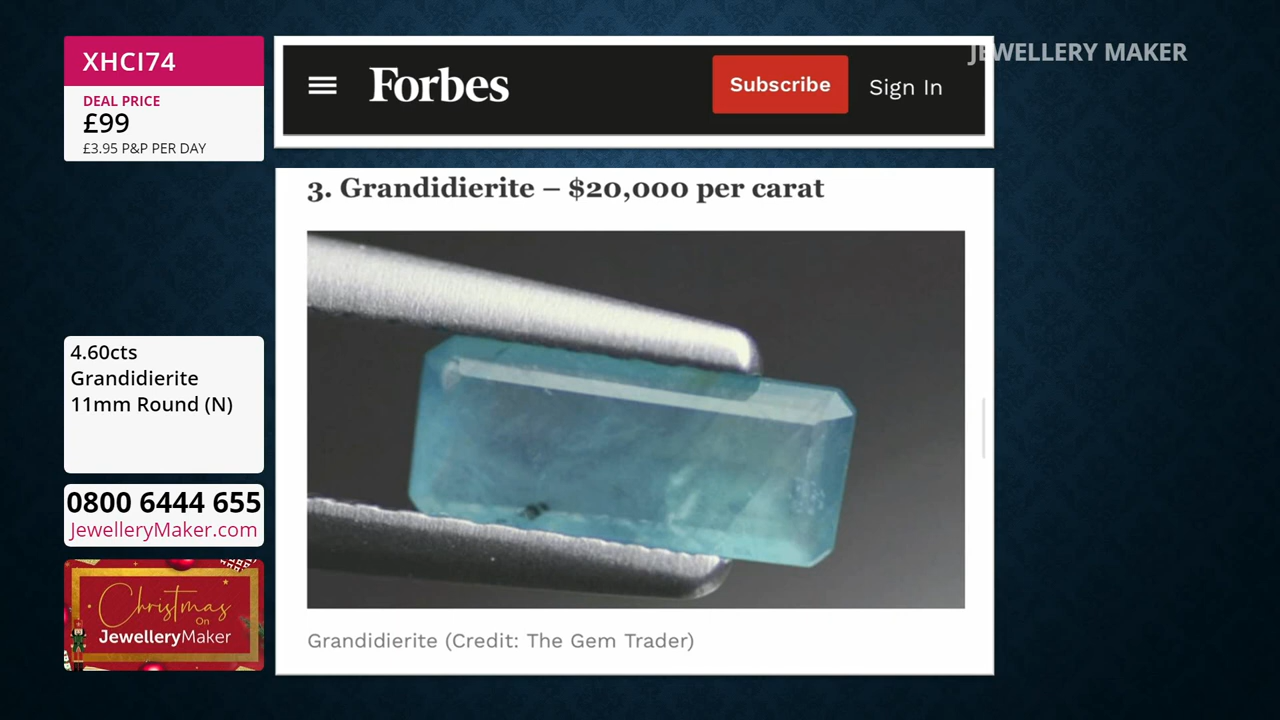 XHCI74
DEAL PRICE
£99
£3.95 P&P PER DAY
Forbes
Subscribe
Sign In
JEWELLERY MAKER
3. Grandidierite – $20,000 per carat
4.60cts
Grandidierite
11mm Round (N)
0800 6444 655
JewelleryMaker.com
Christmas
On
JewelleryMaker
Grandidierite (Credit: The Gem Trader)